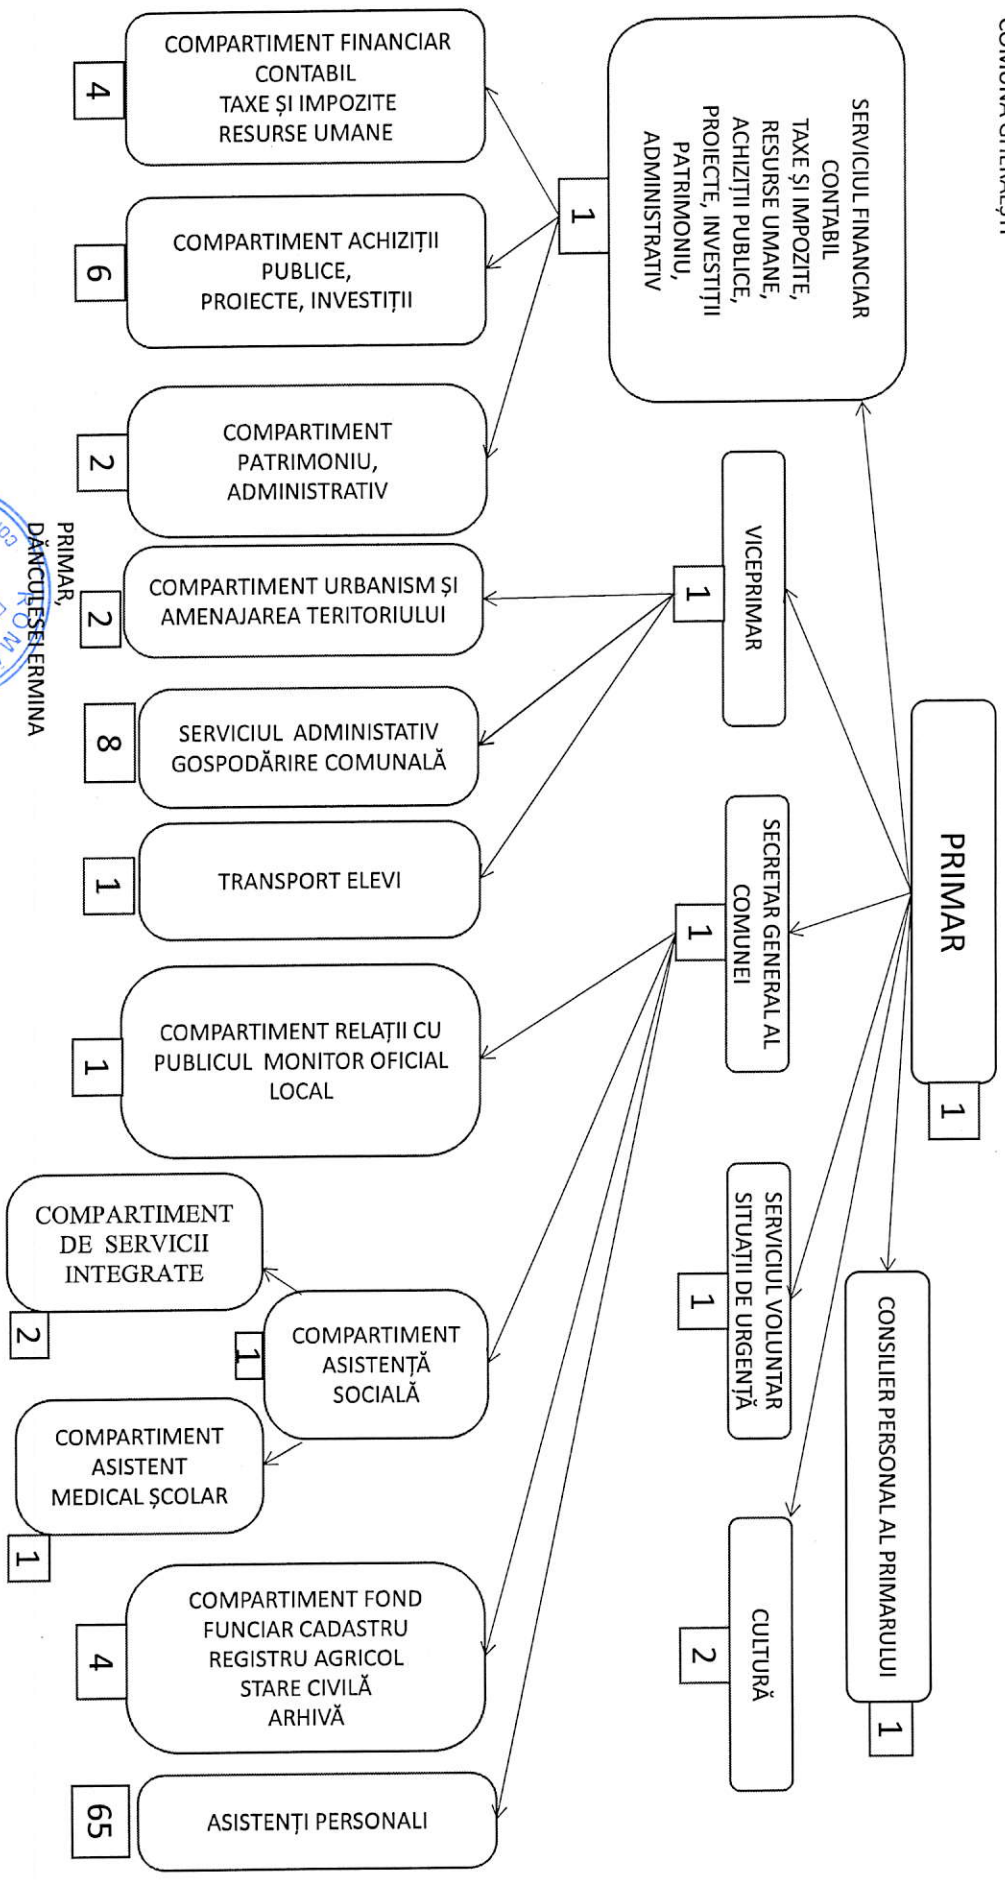 PRIMAR
1
CONSILIER PERSONAL AL PRIMARULUI
1
SERVICIUL FINANCIAR
CONTABIL
TAXE ȘI IMPOZITE,
RESURSE UMANE,
ACHIZIȚII PUBLICE,
PROIECTE, INVESTIȚII
PATRIMONIU,
ADMINISTRATIV
1
VICEPRIMAR
1
SECRETAR GENERAL AL
COMUNEI
1
SERVICIUL VOLUNTAR
SITUAȚII DE URGENȚĂ
1
CULTURĂ
2
COMPARTIMENT FINANCIAR
CONTABIL
TAXE ȘI IMPOZITE
RESURSE UMANE
4
COMPARTIMENT ACHIZIȚII
PUBLICE,
PROIECTE, INVESTIȚII
6
COMPARTIMENT
PATRIMONIU,
ADMINISTRATIV
2
COMPARTIMENT URBANISM ȘI
AMENAJAREA TERITORIULUI
2
SERVICIUL ADMINISTATIV
GOSPODĂRIRE COMUNALĂ
8
TRANSPORT ELEVI
1
COMPARTIMENT RELAȚII CU
PUBLICUL MONITOR OFICIAL
LOCAL
1
COMPARTIMENT
ASISTENȚĂ
SOCIALĂ
1
COMPARTIMENT
DE SERVICII
INTEGRATE
2
COMPARTIMENT
ASISTENT
MEDICAL ȘCOLAR
1
COMPARTIMENT FOND
FUNCIAR CADASTRU
REGISTRU AGRICOL
STARE CIVILĂ
ARHIVĂ
4
ASISTENȚI PERSONALI
65
PRIMAR,
DĂNCULESEI ERMINA